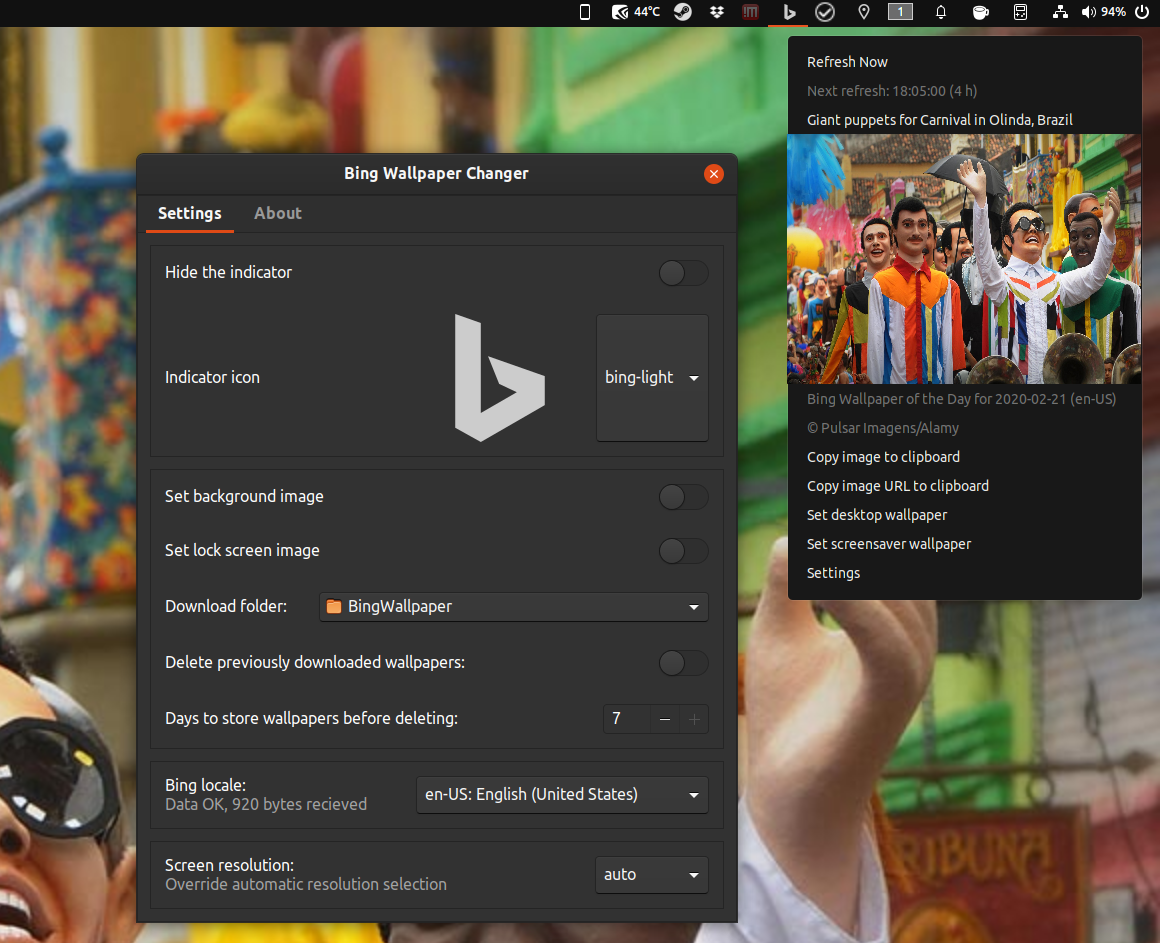 44°C
1
94%
Refresh Now
Next refresh: 18:05:00 (4 h)
Giant puppets for Carnival in Olinda, Brazil
Bing Wallpaper of the Day for 2020-02-21 (en-US)
© Pulsar Imagens/Alamy
Copy image to clipboard
Copy image URL to clipboard
Set desktop wallpaper
Set screensaver wallpaper
Settings
Bing Wallpaper Changer
Settings
About
Hide the indicator
Indicator icon
bing-light
Set background image
Set lock screen image
Download folder:
BingWallpaper
Delete previously downloaded wallpapers:
Days to store wallpapers before deleting:
7
Bing locale:
Data OK, 920 bytes recieved
en-US: English (United States)
Screen resolution:
Override automatic resolution selection
auto
RIBUNA